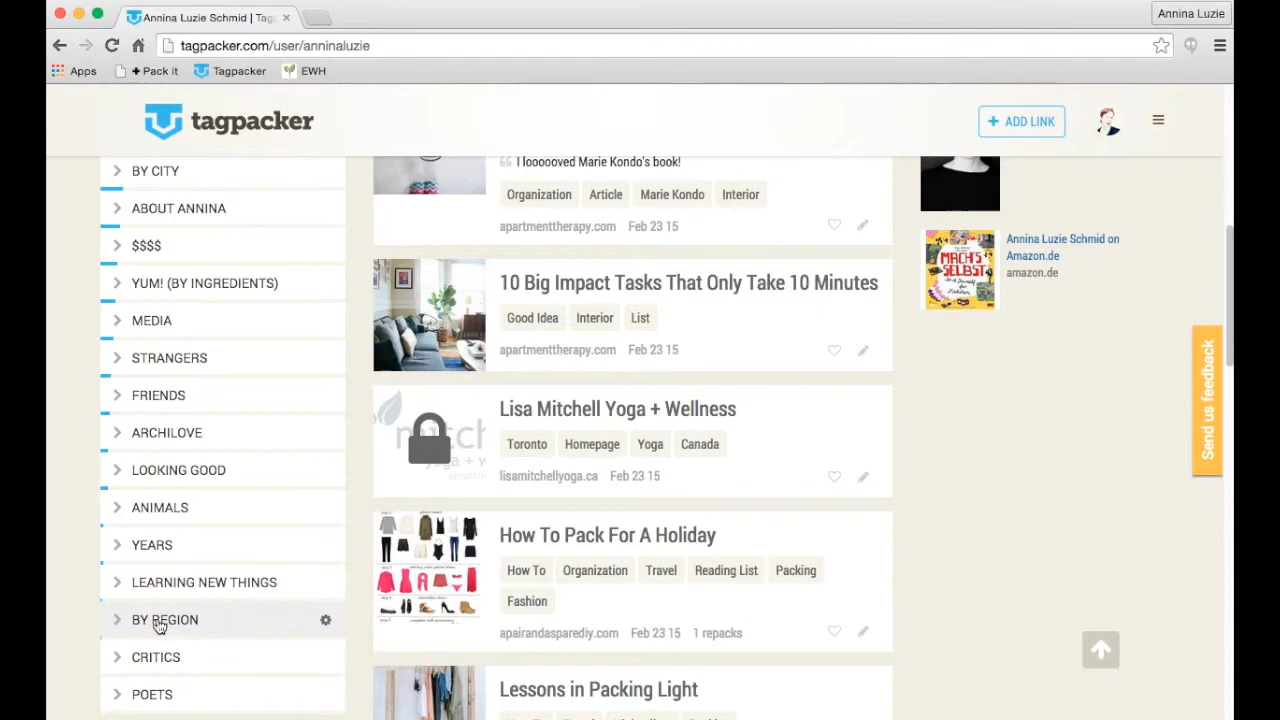 Annina Luzie Schmid | Tag
Annina Luzie
tagpacker.com/user/anninaluzie
Apps
+ Pack it
Tagpacker
EWH
tagpacker
+ ADD LINK
BY CITY
ABOUT ANNINA
$$$$
YUM! (BY INGREDIENTS)
MEDIA
STRANGERS
FRIENDS
ARCHILOVE
LOOKING GOOD
ANIMALS
YEARS
LEARNING NEW THINGS
BY REGION
CRITICS
POETS
I loooooved Marie Kondo's book!
Organization Article Marie Kondo Interior
apartmenttherapy.com Feb 23 15
10 Big Impact Tasks That Only Take 10 Minutes
Good Idea Interior List
apartmenttherapy.com Feb 23 15
Lisa Mitchell Yoga + Wellness
Toronto Homepage Yoga Canada
lisamitchellyoga.ca Feb 23 15
How To Pack For A Holiday
How To Organization Travel Reading List Packing
Fashion
apairandasparediy.com Feb 23 15 1 repacks
Lessons in Packing Light
MACH'S
SELBST
Annina Luzie Schmid on
Amazon.de
amazon.de
Send us feedback